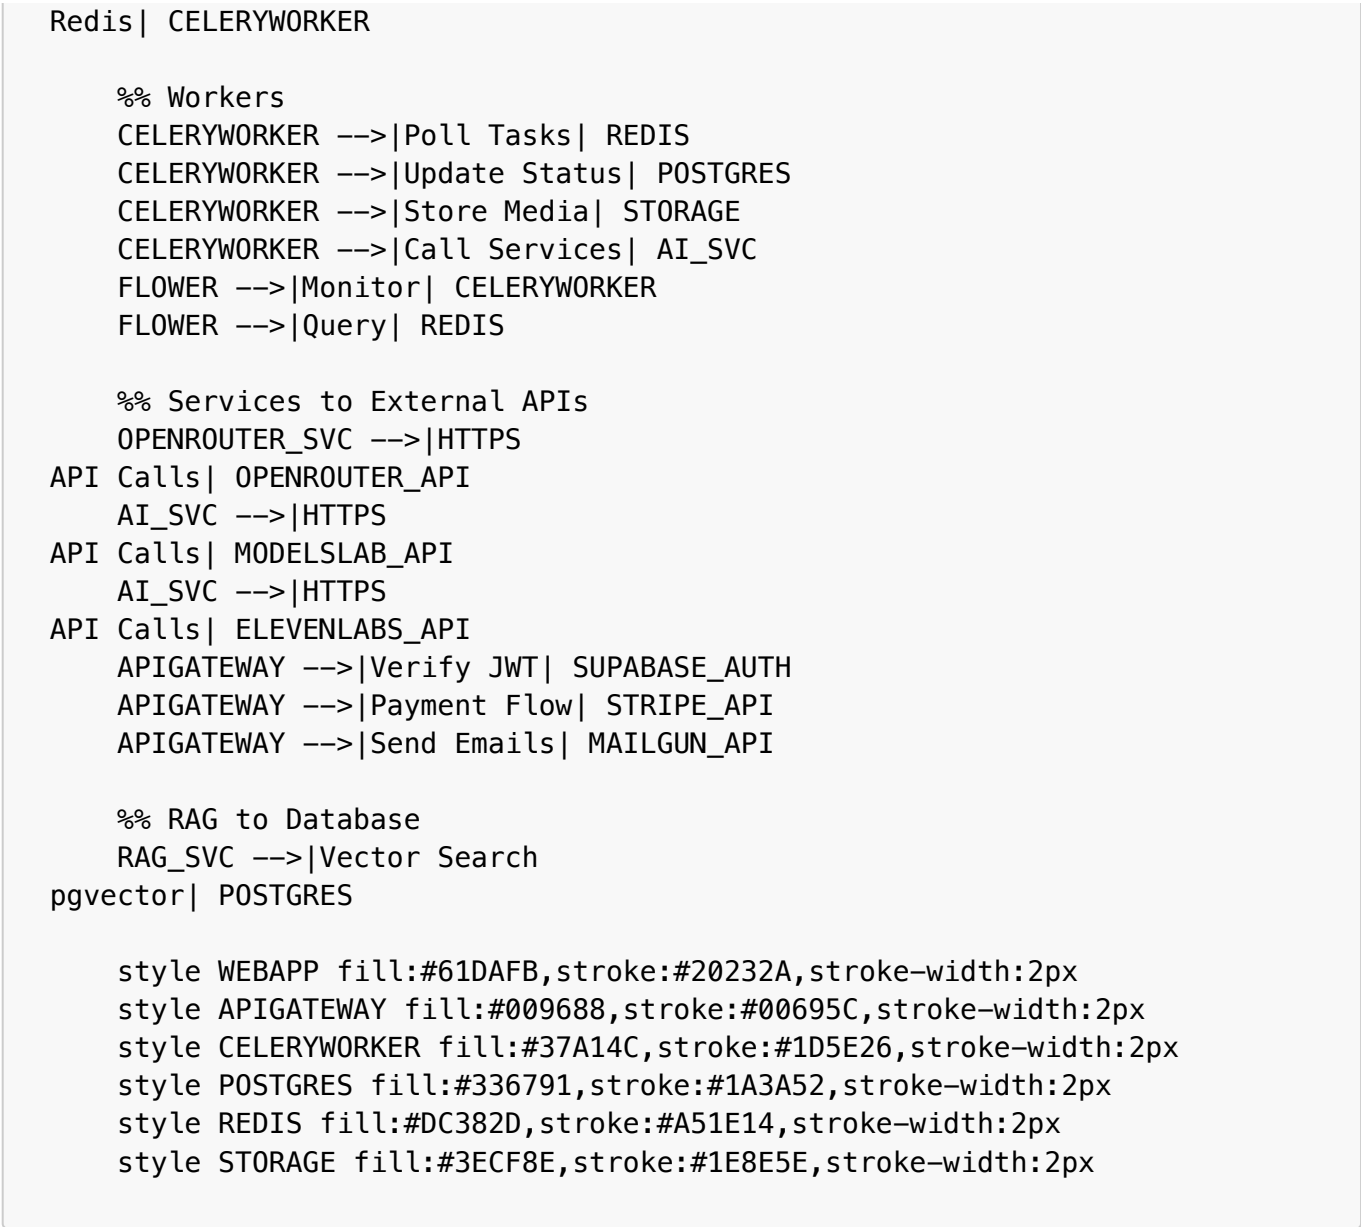 Redis| CELERYWORKER

    %% Workers
    CELERYWORKER -->|Poll Tasks| REDIS
    CELERYWORKER -->|Update Status| POSTGRES
    CELERYWORKER -->|Store Media| STORAGE
    CELERYWORKER -->|Call Services| AI_SVC
    FLOWER -->|Monitor| CELERYWORKER
    FLOWER -->|Query| REDIS

    %% Services to External APIs
    OPENROUTER_SVC -->|HTTPS
API Calls| OPENROUTER_API
    AI_SVC -->|HTTPS
API Calls| MODELSLAB_API
    AI_SVC -->|HTTPS
API Calls| ELEVENLABS_API
    APIGATEWAY -->|Verify JWT| SUPABASE_AUTH
    APIGATEWAY -->|Payment Flow| STRIPE_API
    APIGATEWAY -->|Send Emails| MAILGUN_API

    %% RAG to Database
    RAG_SVC -->|Vector Search
pgvector| POSTGRES

    style WEBAPP fill:#61DAFB,stroke:#20232A,stroke-width:2px
    style APIGATEWAY fill:#009688,stroke:#00695C,stroke-width:2px
    style CELERYWORKER fill:#37A14C,stroke:#1D5E26,stroke-width:2px
    style POSTGRES fill:#336791,stroke:#1A3A52,stroke-width:2px
    style REDIS fill:#DC382D,stroke:#A51E14,stroke-width:2px
    style STORAGE fill:#3ECF8E,stroke:#1E8E5E,stroke-width:2px